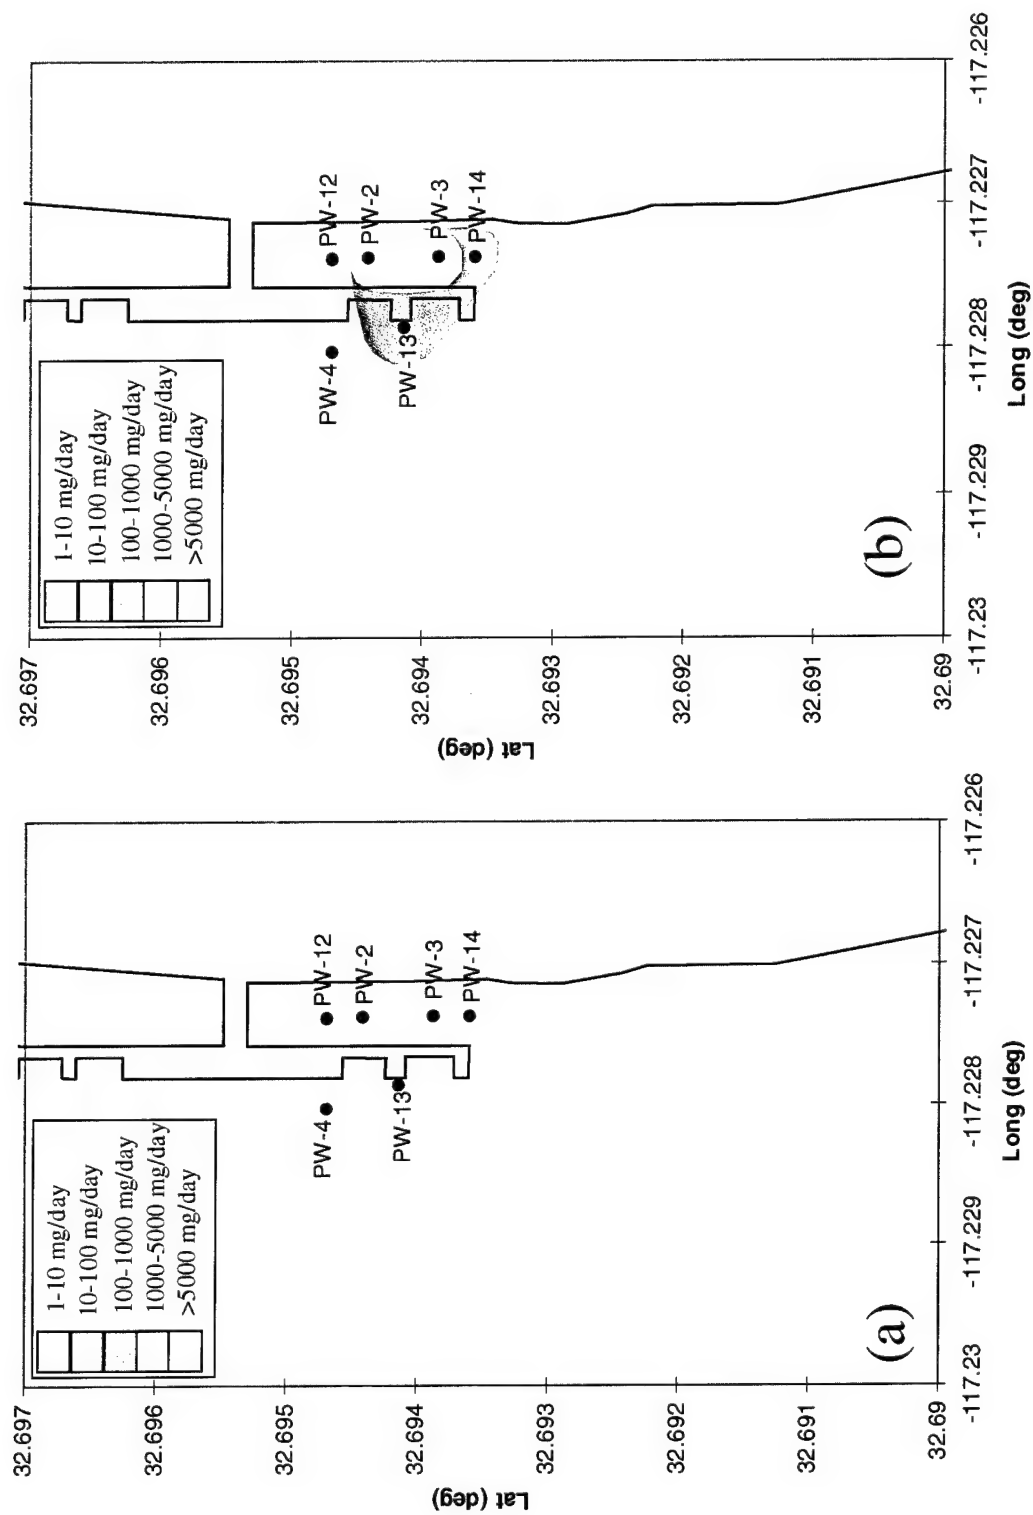 1-10 mg/day
10-100 mg/day
100-1000 mg/day
1000-5000 mg/day
>5000 mg/day
32.697
32.696
32.695
32.694
32.693
32.692
32.691
32.69
Lat (deg)
-117.23
-117.229
-117.228
-117.227
-117.226
Long (deg)
PW-4
PW-13
PW-12
PW-2
PW-3
PW-14
(a)
1-10 mg/day
10-100 mg/day
100-1000 mg/day
1000-5000 mg/day
>5000 mg/day
32.697
32.696
32.695
32.694
32.693
32.692
32.691
32.69
Lat (deg)
-117.23
-117.229
-117.228
-117.227
-117.226
Long (deg)
PW-4
PW-13
PW-12
PW-2
PW-3
PW-14
(b)